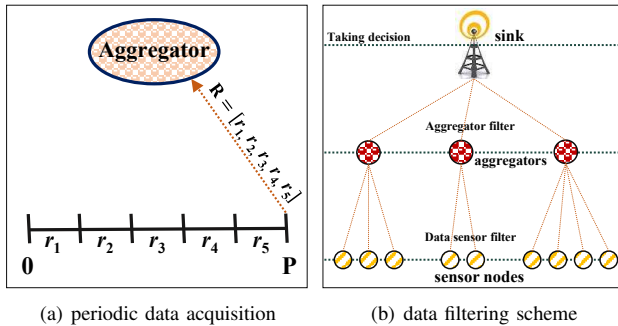 Aggregator
R = [r1, r2, r3, r4, r5]
r1 r2 r3 r4 r5
0 P
(a) periodic data acquisition
Taking decision
sink
Aggregator filter
aggregators
Data sensor filter
sensor nodes
(b) data filtering scheme